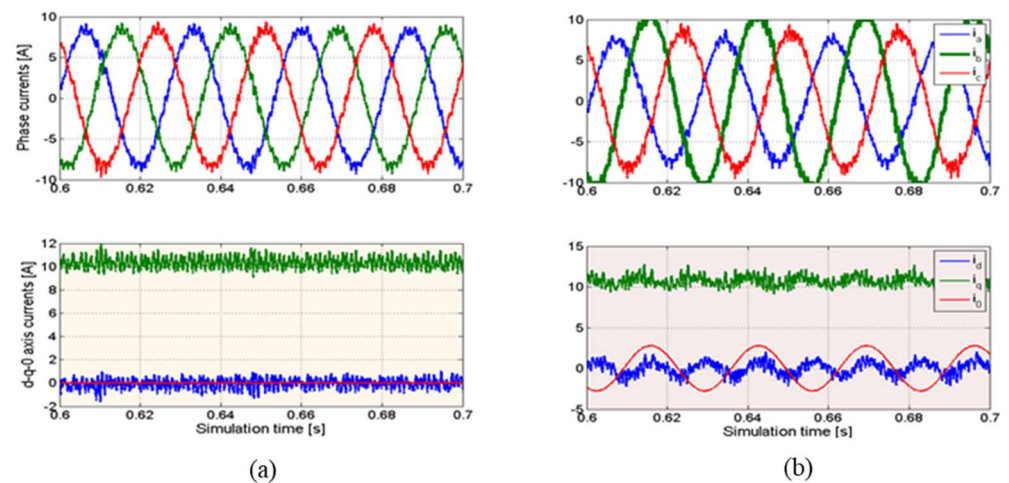 Phase currents [A]
10
5
0
-5
-10
0.6 0.62 0.64 0.66 0.68 0.7
10
5
0
-5
-10
0.6 0.62 0.64 0.66 0.68 0.7
ia
ib
ic
d-q-0 axis currents [A]
12
10
8
6
4
2
0
-2
0.6 0.62 0.64 0.66 0.68 0.7
Simulation time [s]
15
10
5
0
-5
0.6 0.62 0.64 0.66 0.68 0.7
Simulation time [s]
id
iq
i0
(a)
(b)